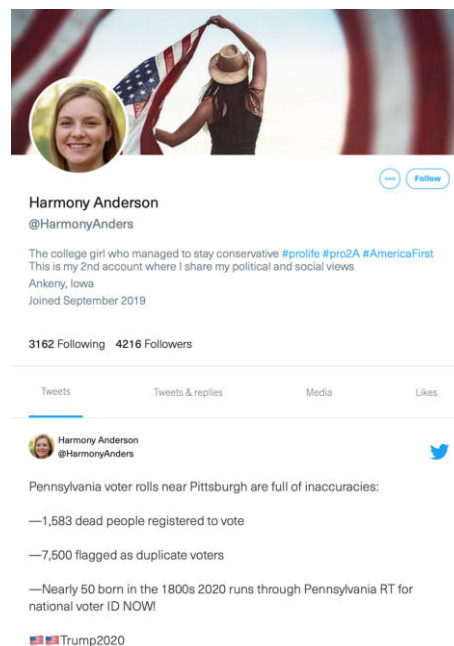 Follow
Harmony Anderson
@HarmonyAnders
The college girl who managed to stay conservative #prolife #pro2A #AmericaFirst
This is my 2nd account where I share my political and social views
Ankeny, Iowa
Joined September 2019
3162 Following 4216 Followers
Tweets Tweets & replies Media Likes
Harmony Anderson
@HarmonyAnders
Pennsylvania voter rolls near Pittsburgh are full of inaccuracies:
—1,583 dead people registered to vote
—7,500 flagged as duplicate voters
—Nearly 50 born in the 1800s 2020 runs through Pennsylvania RT for
national voter ID NOW!
🇺🇸🇺🇸Trump2020